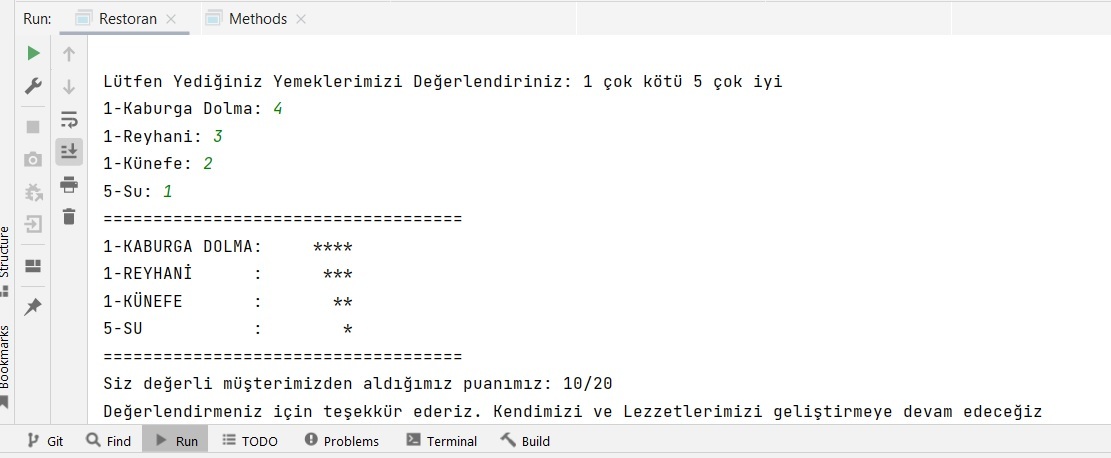 Run: Restoran × Methods ×
Lütfen Yediğiniz Yemeklerimizi Değerlendiriniz: 1 çok kötü 5 çok iyi
1-Kaburga Dolma: 4
1-Reyhani: 3
1-Künefe: 2
5-Su: 1
====================================
1-KABURGA DOLMA:     ****
1-REYHANİ      :      ***
1-KÜNEFE       :       **
5-SU           :        *
====================================
Siz değerli müşterimizden aldığımız puanımız: 10/20
Değerlendirmeniz için teşekkür ederiz. Kendimizi ve Lezzetlerimizi geliştirmeye devam edeceğiz
Structure
Bookmarks
Git Find Run TODO Problems Terminal Build